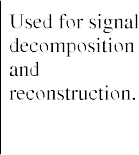 Used for signal
decomposition
and
reconstruction.